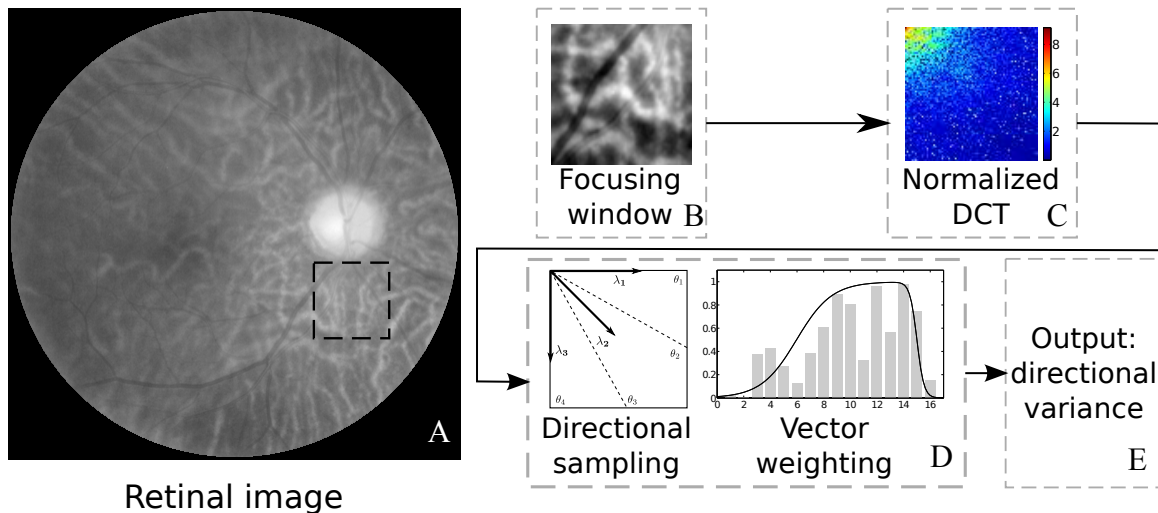 A
Retinal image
Focusing
window
B
8
6
4
2
Normalized
DCT
C
λ₁
λ₂
λ₃
θ₁
θ₂
θ₃
θ₄
Directional
sampling
1
0.8
0.6
0.4
0.2
0
0 2 4 6 8 10 12 14 16
Vector
weighting
D
Output:
directional
variance
E